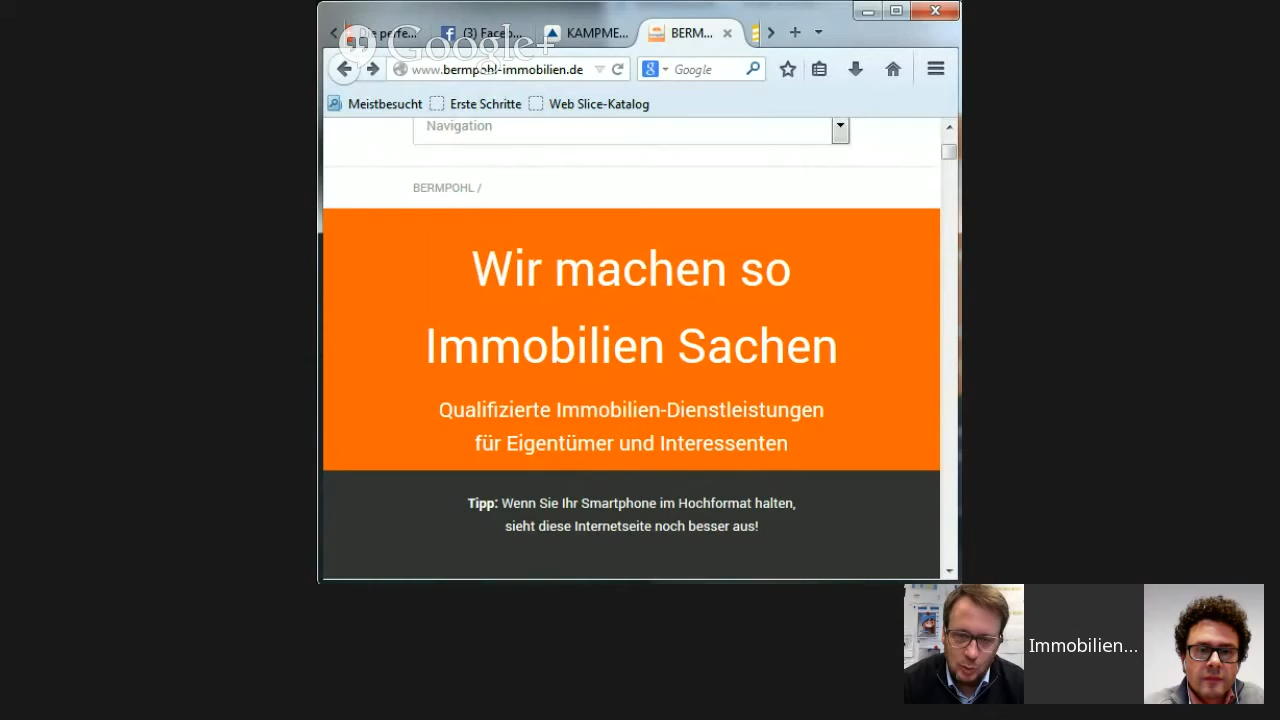 Google+
(3) Faceb...
KAMPME...
BERM...
www.bermpohl-immobilien.de
Google
Meistbesucht
Erste Schritte
Web Slice-Katalog
Navigation
BERMPOHL /
Wir machen so
Immobilien Sachen
Qualifizierte Immobilien-Dienstleistungen
für Eigentümer und Interessenten
Tipp: Wenn Sie Ihr Smartphone im Hochformat halten,
sieht diese Internetseite noch besser aus!
Immobilien...